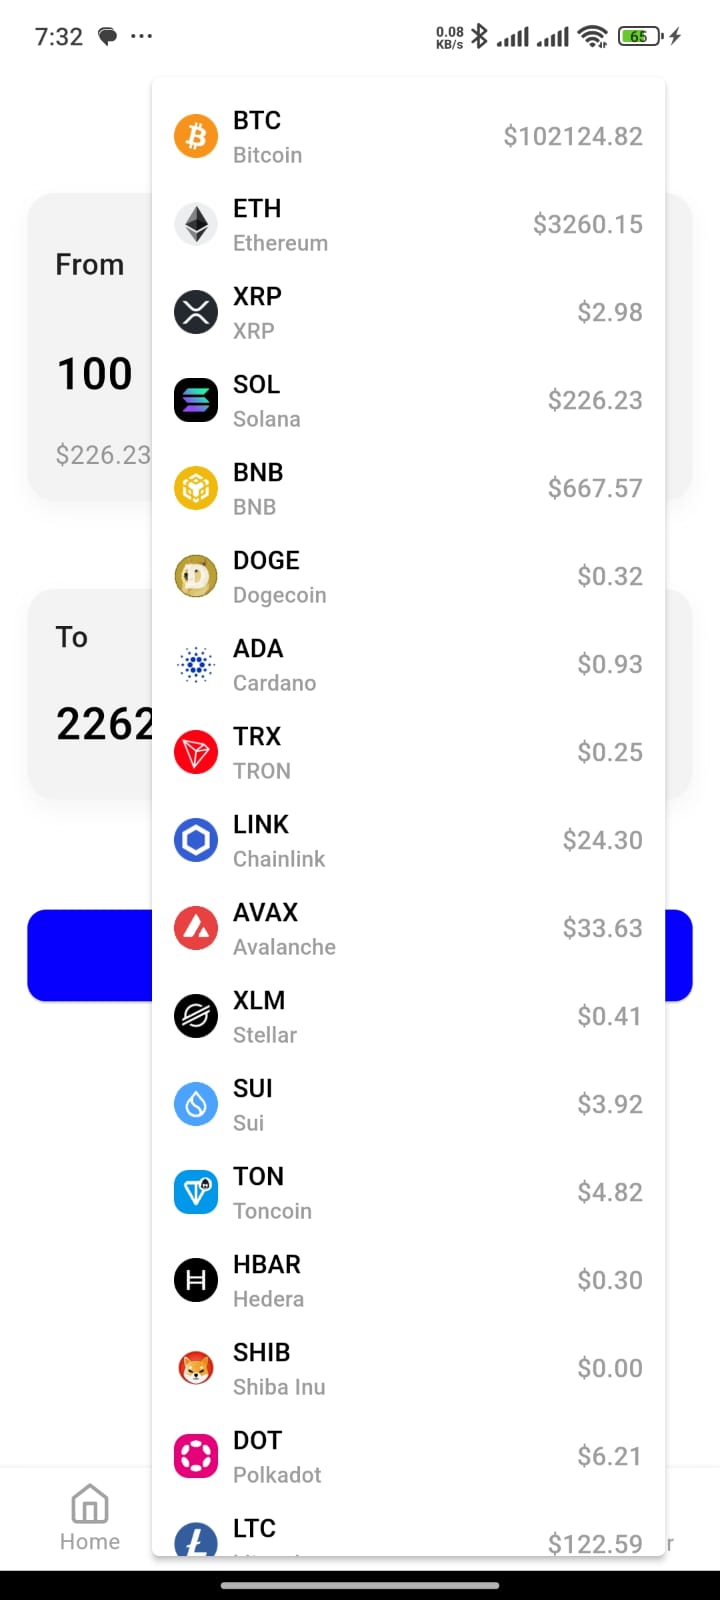 7:32
0.08
KB/s
65
BTC
Bitcoin
$102124.82
ETH
Ethereum
$3260.15
From
XRP
XRP
$2.98
100
SOL
Solana
$226.23
$226.23
BNB
BNB
$667.57
DOGE
Dogecoin
$0.32
To
ADA
Cardano
$0.93
2262
TRX
TRON
$0.25
LINK
Chainlink
$24.30
AVAX
Avalanche
$33.63
XLM
Stellar
$0.41
SUI
Sui
$3.92
TON
Toncoin
$4.82
HBAR
Hedera
$0.30
SHIB
Shiba Inu
$0.00
DOT
Polkadot
$6.21
LTC
$122.59
Home
r